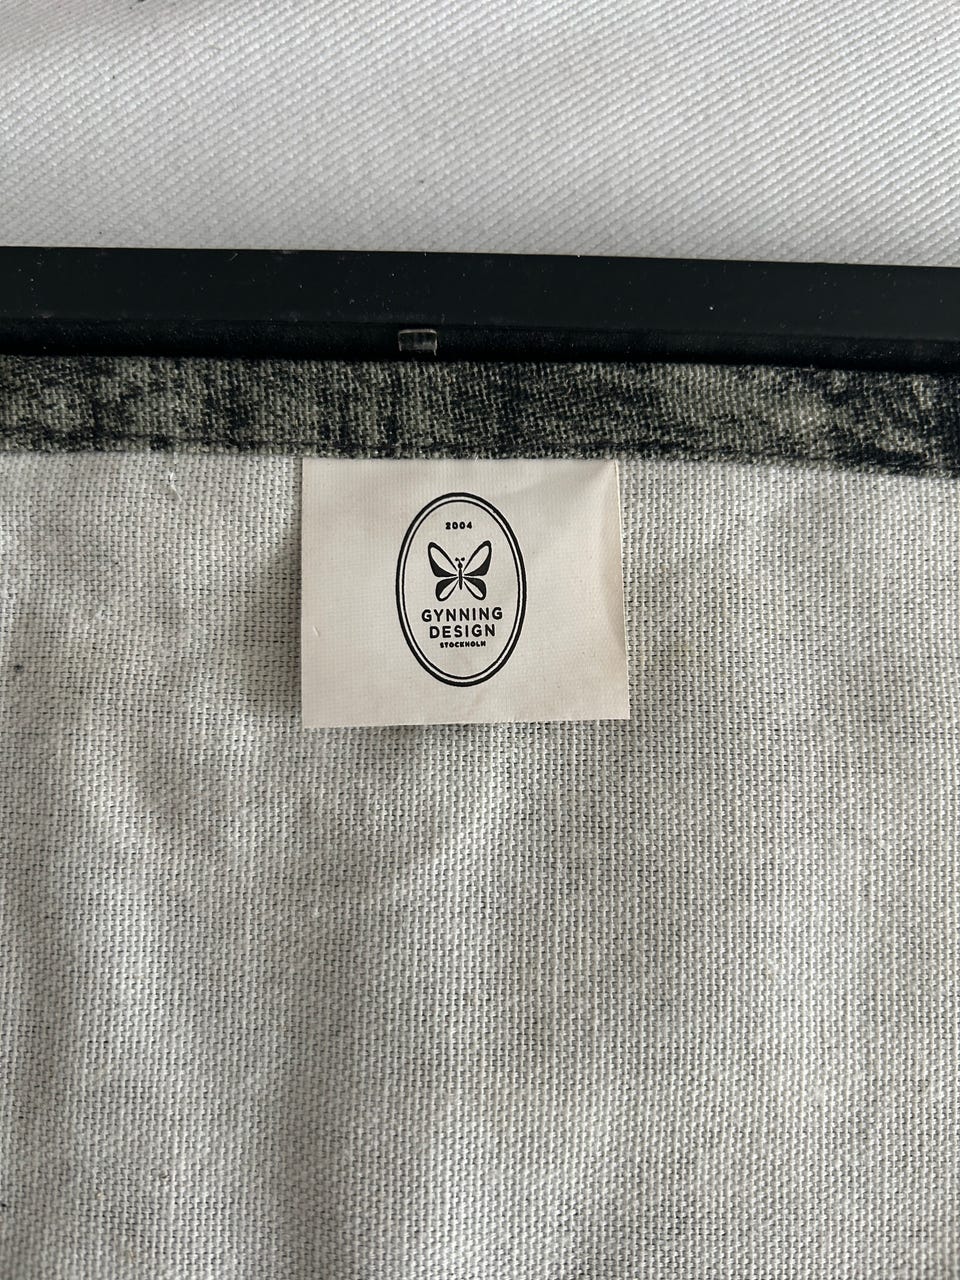 2004
GYNNING
DESIGN
STOCKHOLM